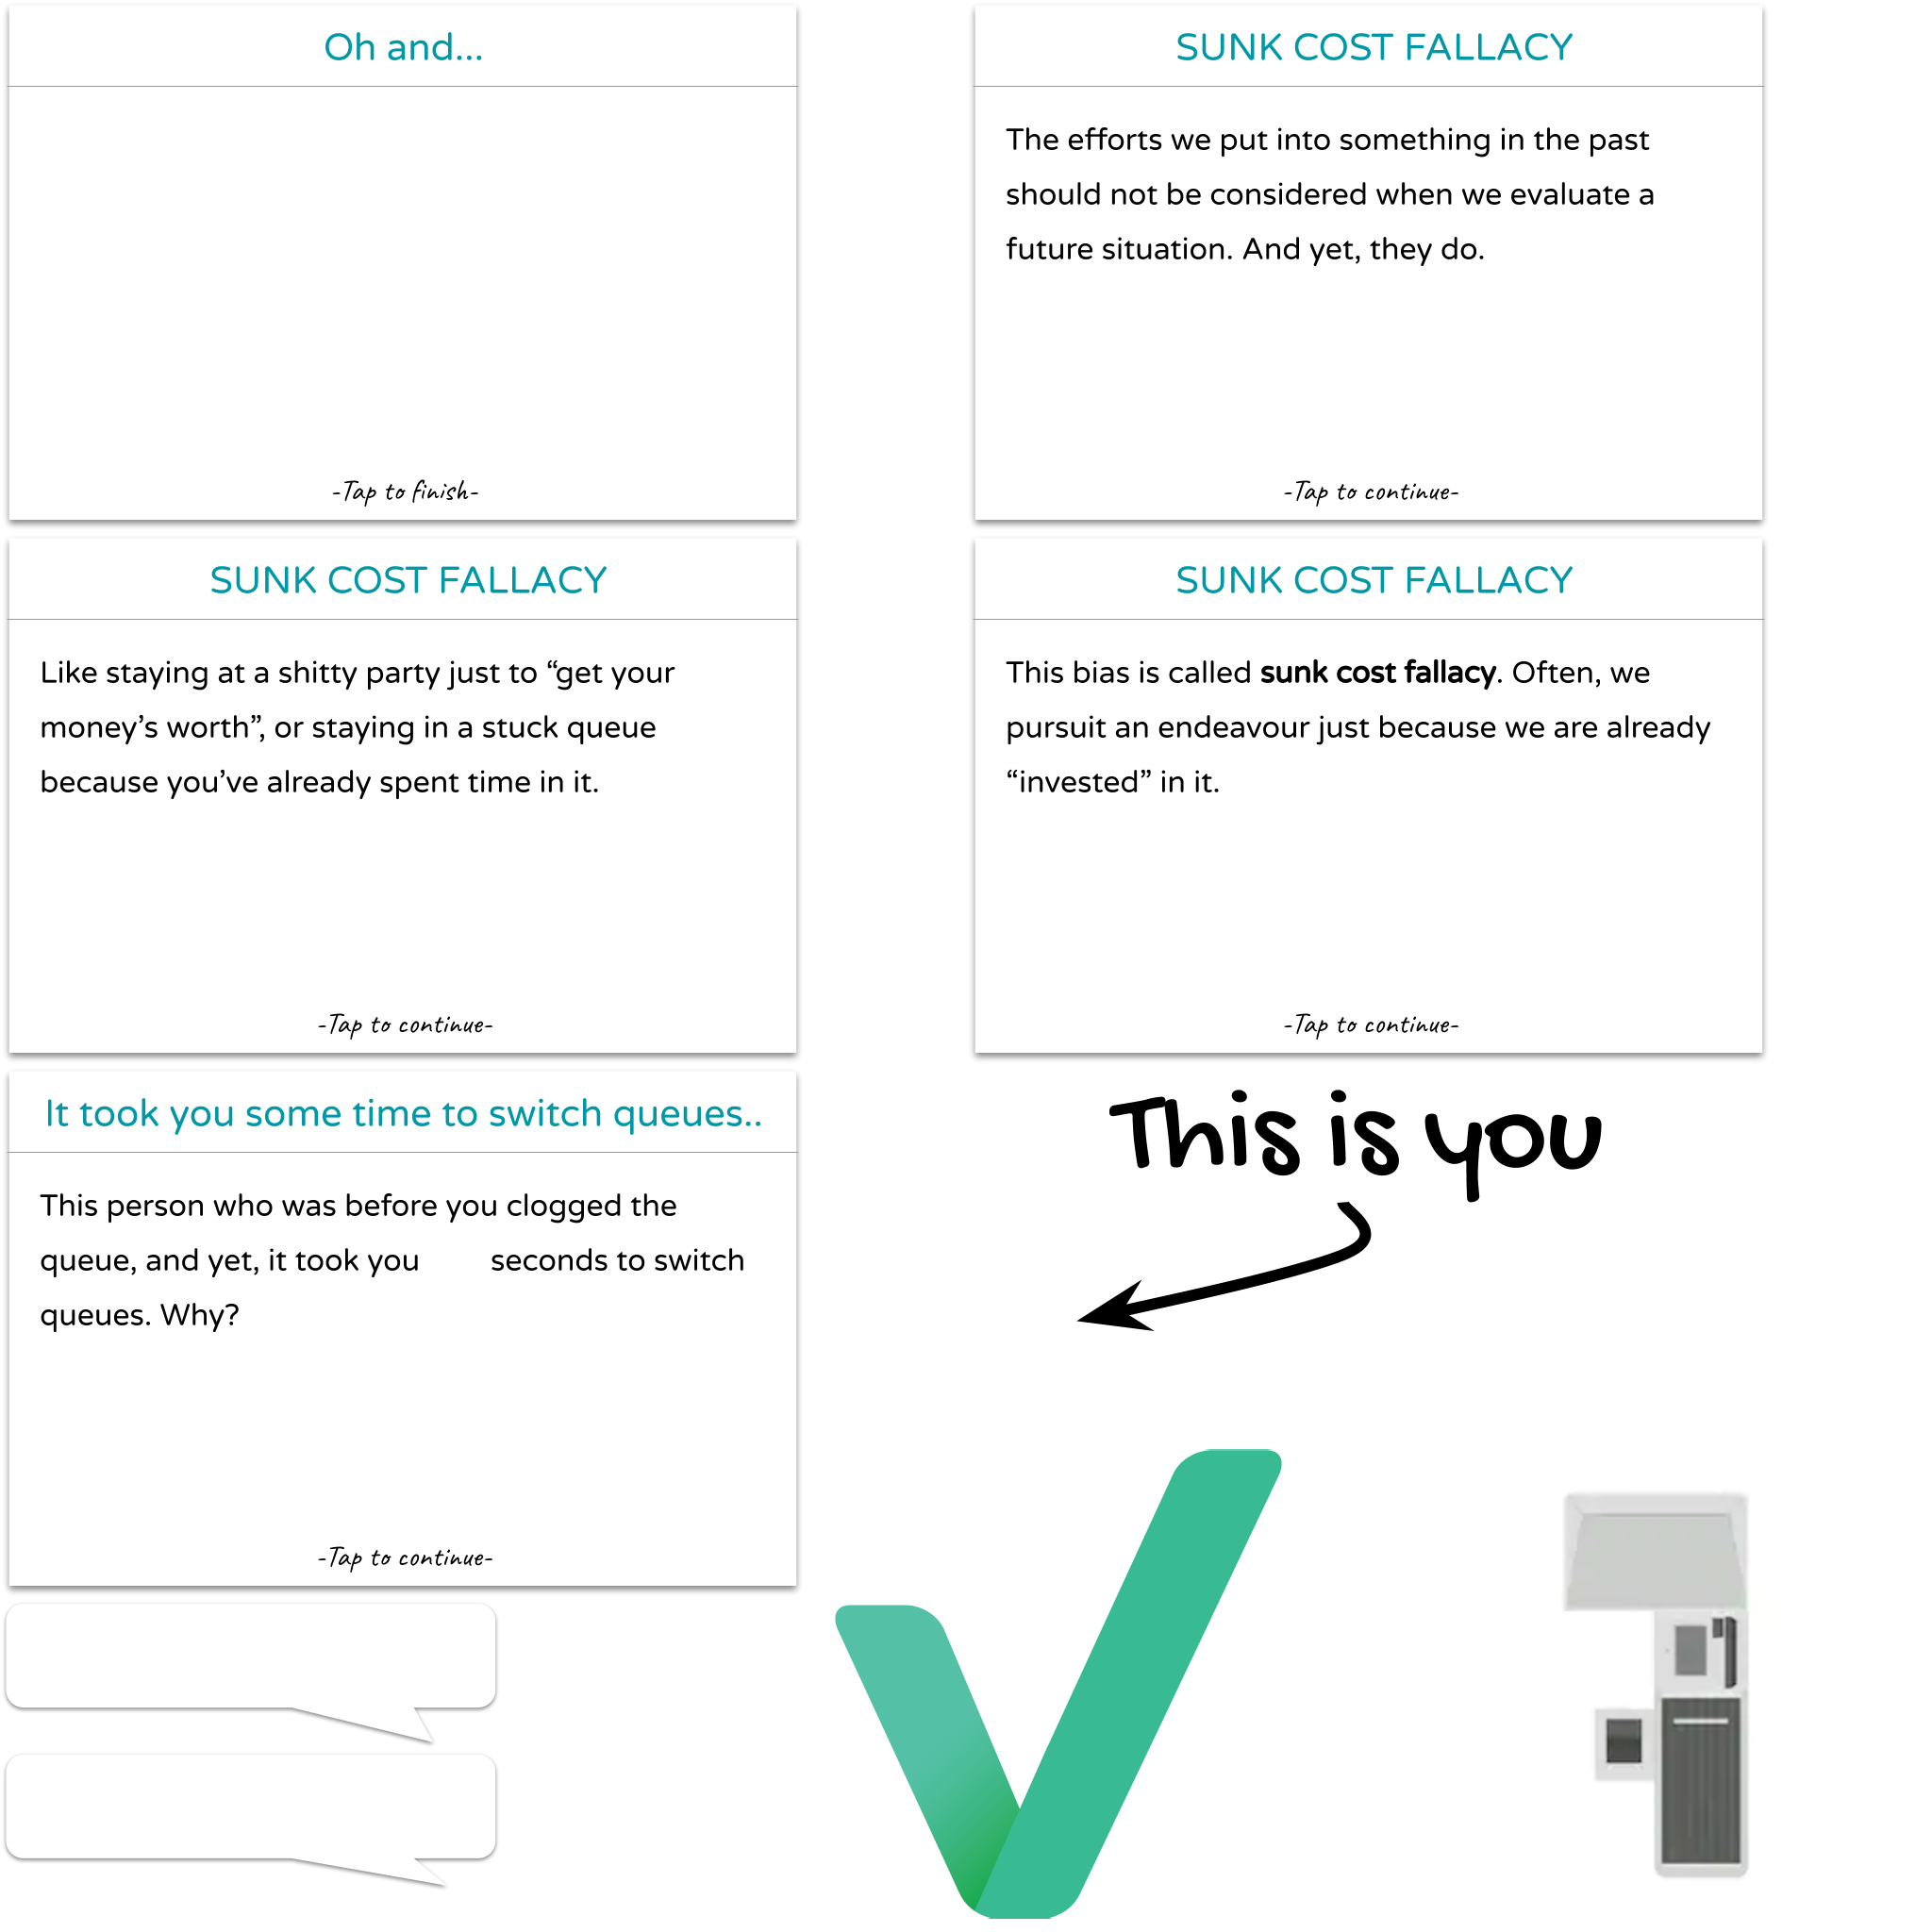 Oh and...
-Tap to finish-
SUNK COST FALLACY
The efforts we put into something in the past
should not be considered when we evaluate a
future situation. And yet, they do.
-Tap to continue-
SUNK COST FALLACY
Like staying at a shitty party just to “get your
money’s worth”, or staying in a stuck queue
because you’ve already spent time in it.
-Tap to continue-
SUNK COST FALLACY
This bias is called sunk cost fallacy. Often, we
pursuit an endeavour just because we are already
“invested” in it.
-Tap to continue-
It took you some time to switch queues..
This person who was before you clogged the
queue, and yet, it took you seconds to switch
queues. Why?
-Tap to continue-
This is you